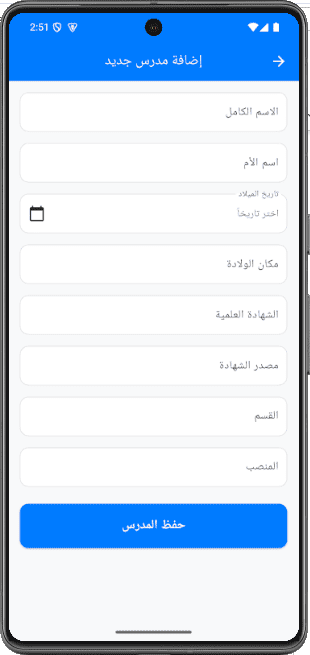 2:51
إضافة مدرس جديد
الاسم الكامل
اسم الأم
تاريخ الميلاد
اختر تاريخاً
مكان الولادة
الشهادة العلمية
مصدر الشهادة
القسم
المنصب
حفظ المدرس